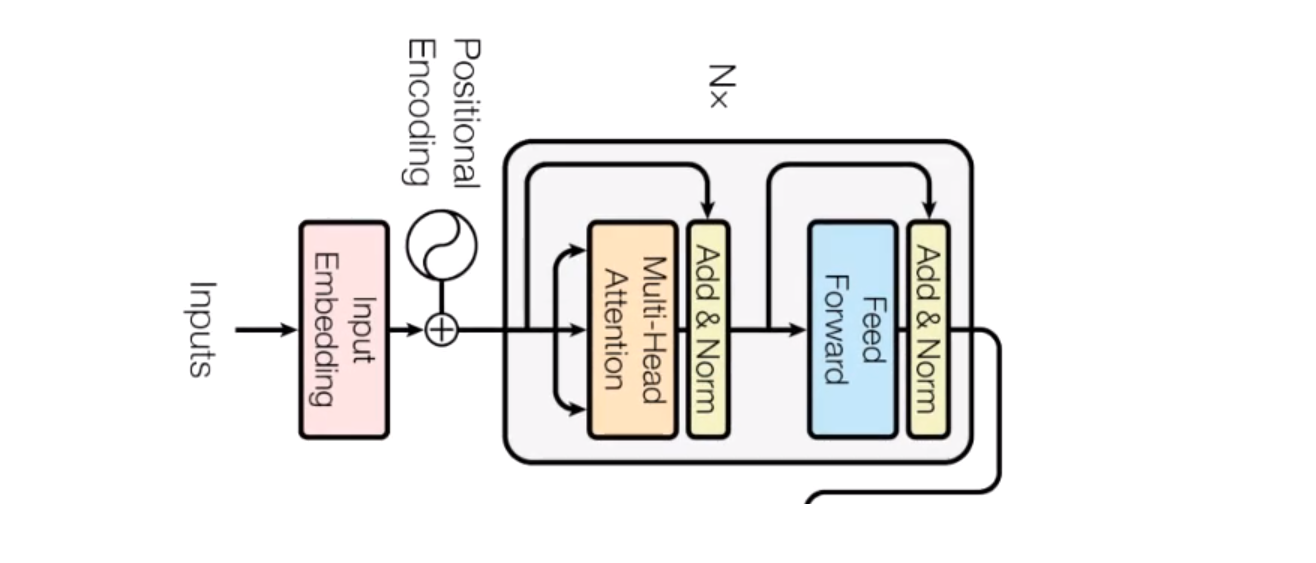 Inputs
Input
Embedding
Positional
Encoding
Nx
Multi-Head
Attention
Add & Norm
Feed
Forward
Add & Norm